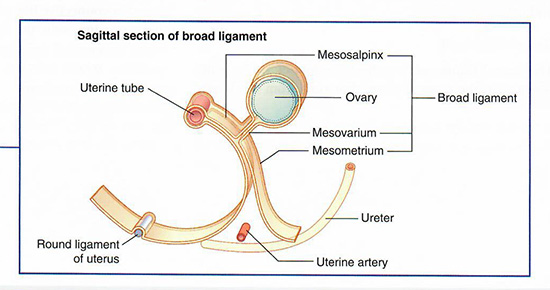 Sagittal section of broad ligament
Mesosalpinx
Uterine tube
Ovary
Broad ligament
Mesovarium
Mesometrium
Ureter
Round ligament
of uterus
Uterine artery